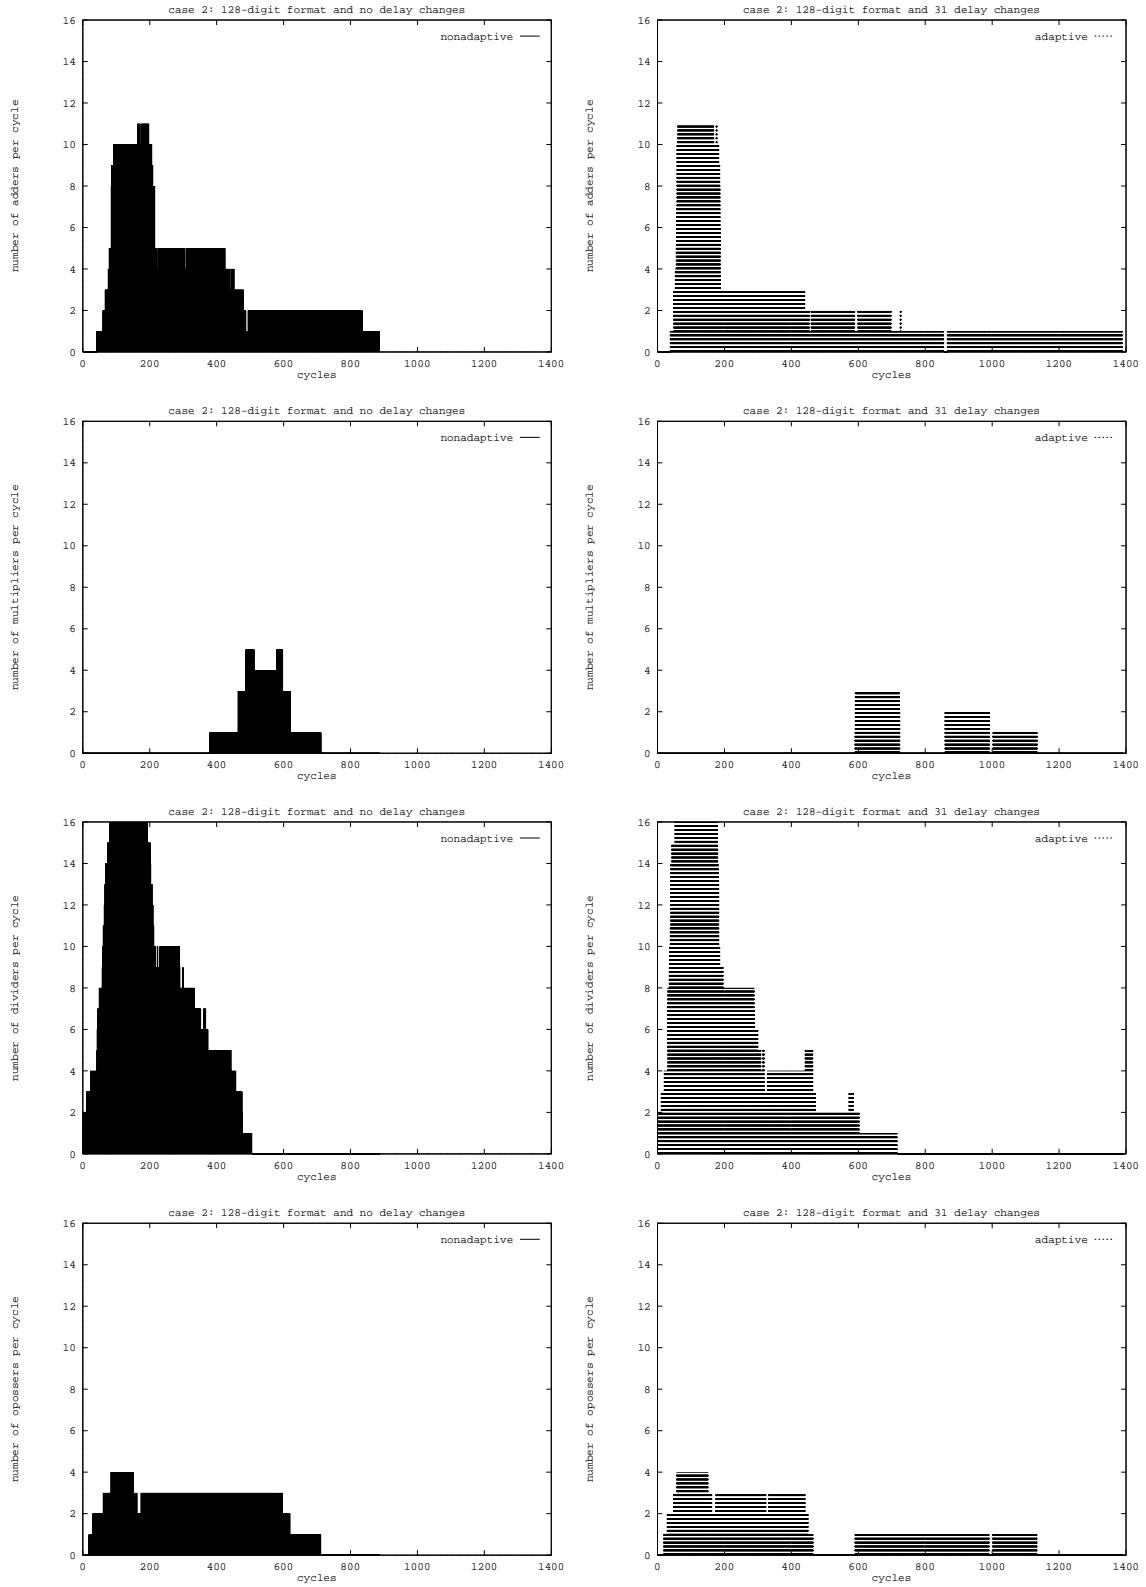 case 2: 128-digit format and no delay changes
nonadaptive
number of adders per cycle
16
14
12
10
8
6
4
2
0
0 200 400 600 800 1000 1200 1400
cycles
case 2: 128-digit format and 31 delay changes
adaptive
number of adders per cycle
16
14
12
10
8
6
4
2
0
0 200 400 600 800 1000 1200 1400
cycles
case 2: 128-digit format and no delay changes
nonadaptive
number of multipliers per cycle
16
14
12
10
8
6
4
2
0
0 200 400 600 800 1000 1200 1400
cycles
case 2: 128-digit format and 31 delay changes
adaptive
number of multipliers per cycle
16
14
12
10
8
6
4
2
0
0 200 400 600 800 1000 1200 1400
cycles
case 2: 128-digit format and no delay changes
nonadaptive
number of dividers per cycle
16
14
12
10
8
6
4
2
0
0 200 400 600 800 1000 1200 1400
cycles
case 2: 128-digit format and 31 delay changes
adaptive
number of dividers per cycle
16
14
12
10
8
6
4
2
0
0 200 400 600 800 1000 1200 1400
cycles
case 2: 128-digit format and no delay changes
nonadaptive
number of opossers per cycle
16
14
12
10
8
6
4
2
0
0 200 400 600 800 1000 1200 1400
cycles
case 2: 128-digit format and 31 delay changes
adaptive
number of opossers per cycle
16
14
12
10
8
6
4
2
0
0 200 400 600 800 1000 1200 1400
cycles